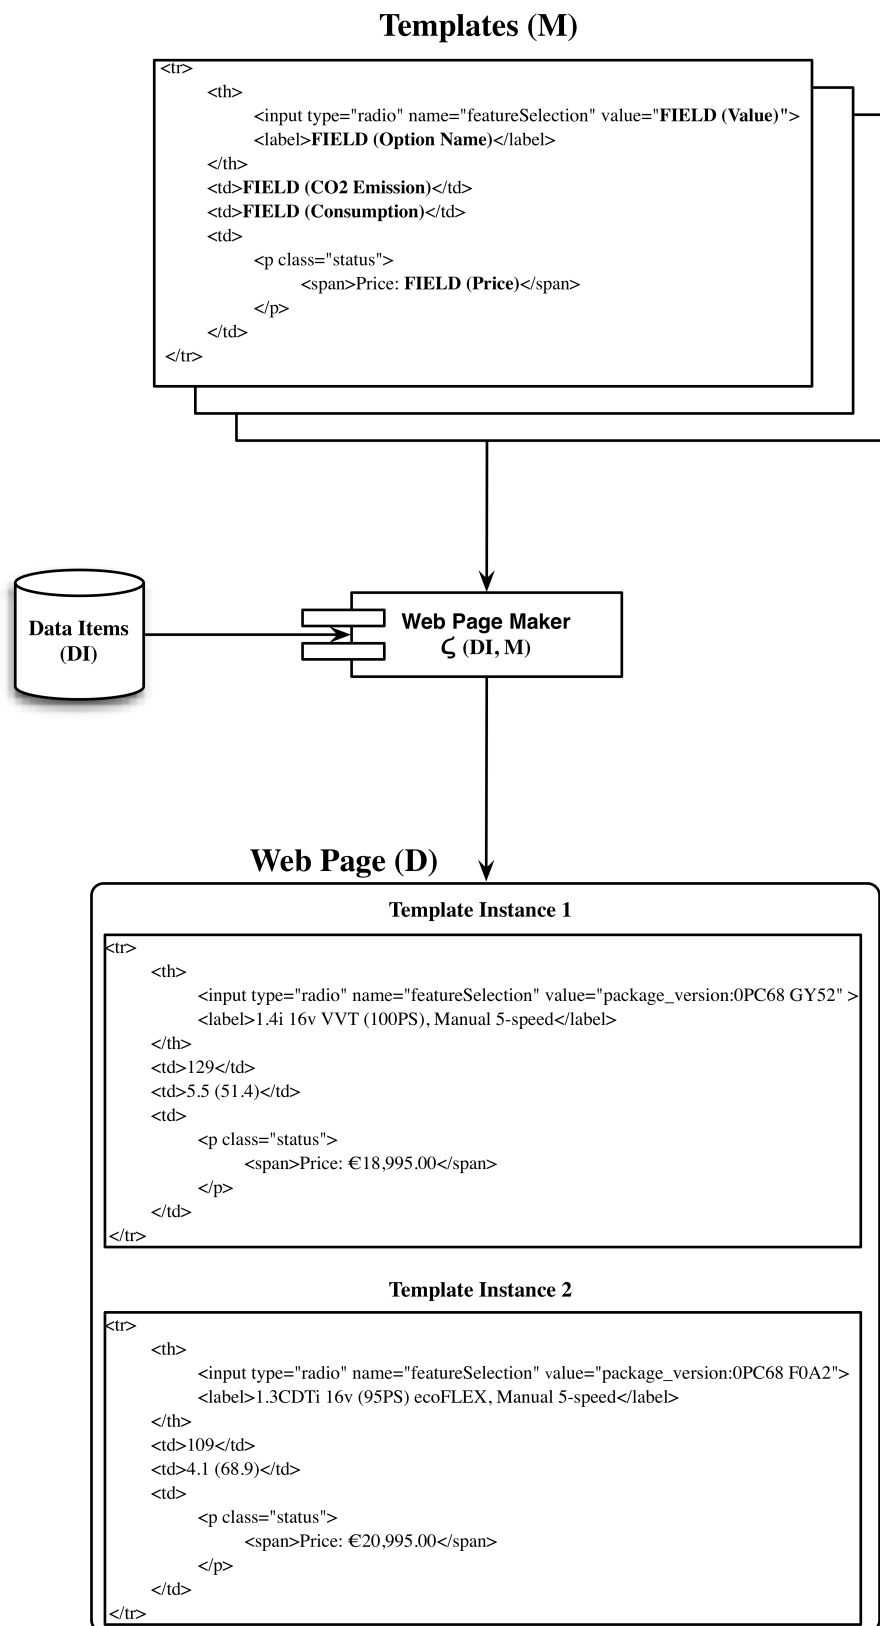 Templates (M)
<tr>
<th>
<input type="radio" name="featureSelection" value="FIELD (Value)">
<label>FIELD (Option Name)</label>
</th>
<td>FIELD (CO2 Emission)</td>
<td>FIELD (Consumption)</td>
<td>
<p class="status">
<span>Price: FIELD (Price)</span>
</p>
</td>
</tr>
Data Items
(DI)
Web Page Maker
ς (DI, M)
Web Page (D)
Template Instance 1
<tr>
<th>
<input type="radio" name="featureSelection" value="package_version:0PC68 GY52" >
<label>1.4i 16v VVT (100PS), Manual 5-speed</label>
</th>
<td>129</td>
<td>5.5 (51.4)</td>
<td>
<p class="status">
<span>Price: €18,995.00</span>
</p>
</td>
</tr>
Template Instance 2
<tr>
<th>
<input type="radio" name="featureSelection" value="package_version:0PC68 F0A2">
<label>1.3CDTi 16v (95PS) ecoFLEX, Manual 5-speed</label>
</th>
<td>109</td>
<td>4.1 (68.9)</td>
<td>
<p class="status">
<span>Price: €20,995.00</span>
</p>
</td>
</tr>